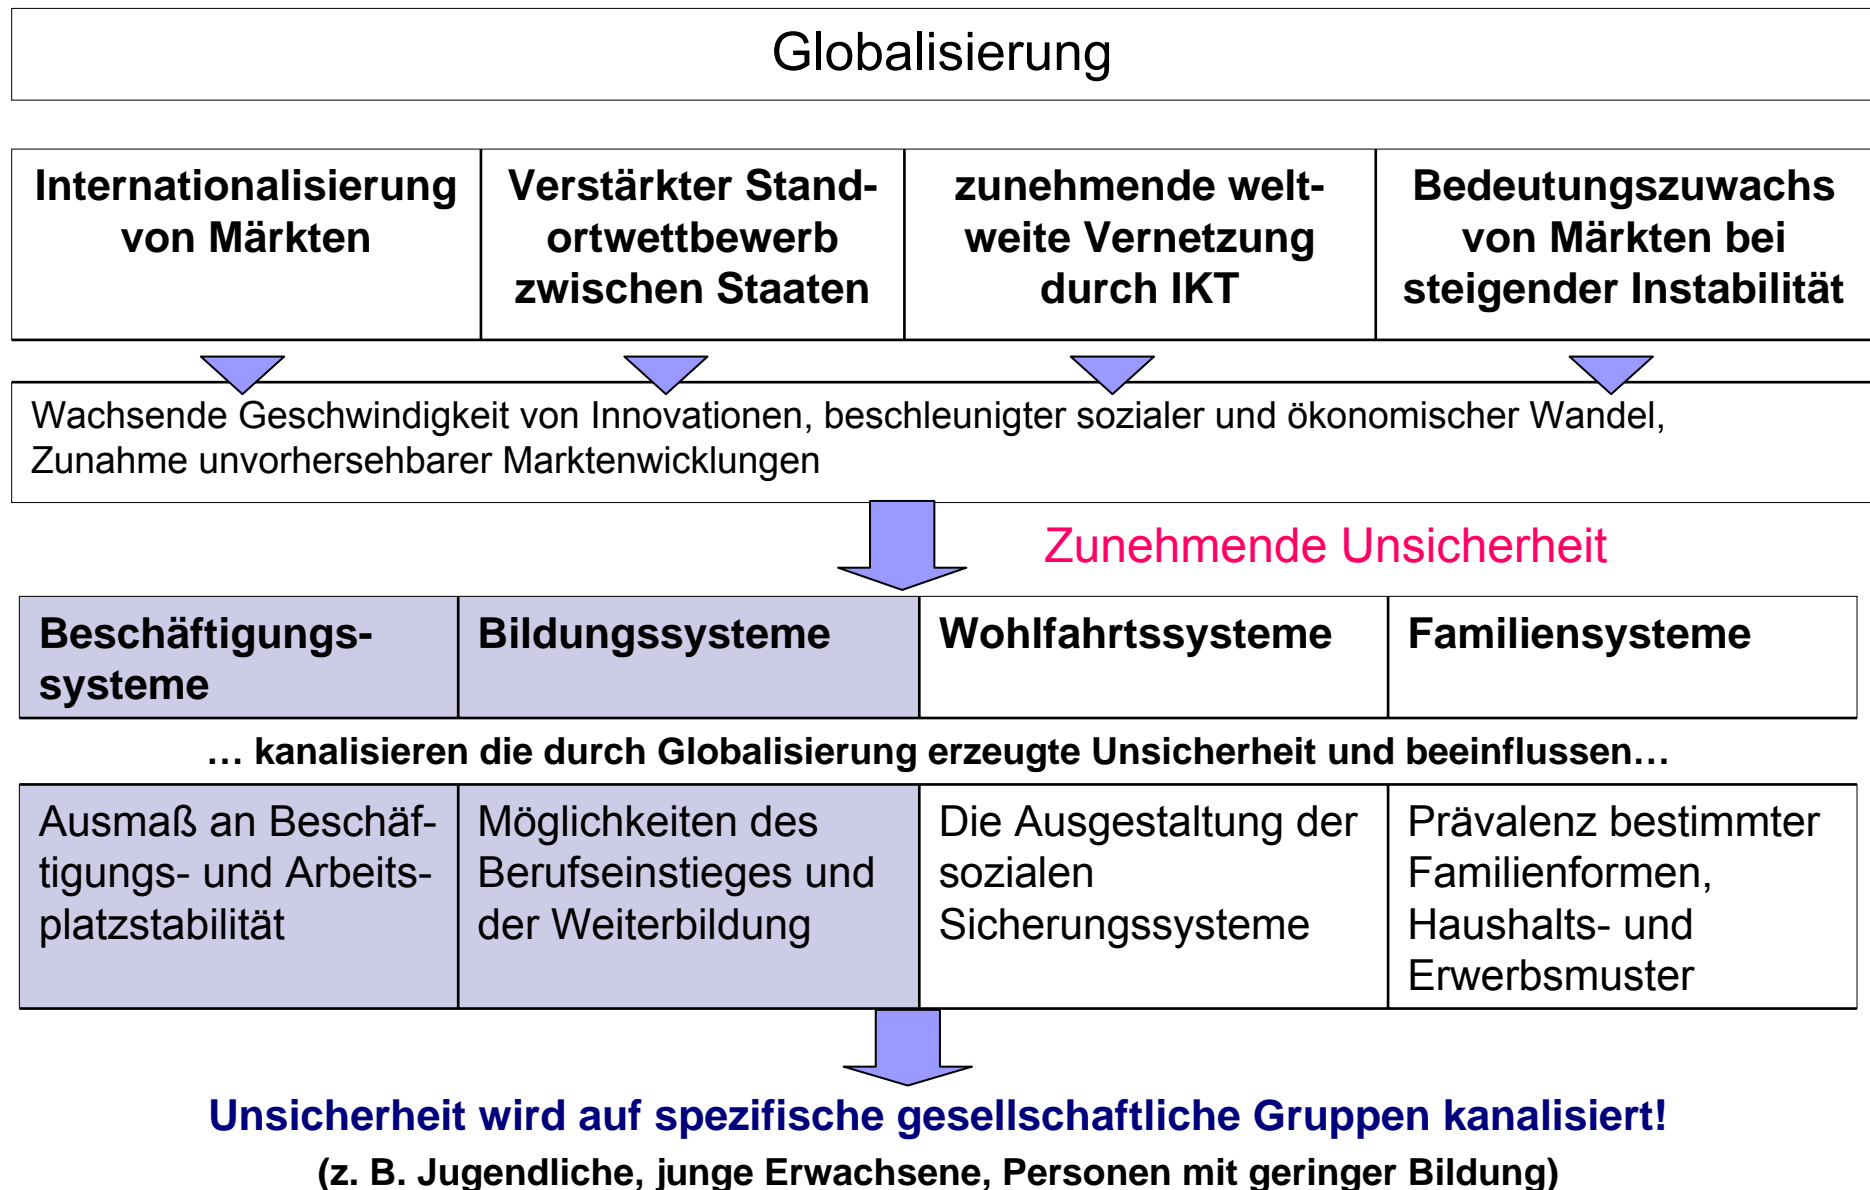 Globalisierung
Internationalisierung
von Märkten
Verstärkter Stand-
ortwettbewerb
zwischen Staaten
zunehmende welt-
weite Vernetzung
durch IKT
Bedeutungszuwachs
von Märkten bei
steigender Instabilität
Wachsende Geschwindigkeit von Innovationen, beschleunigter sozialer und ökonomischer Wandel,
Zunahme unvorhersehbarer Marktenwicklungen
Zunehmende Unsicherheit
Beschäftigungs-
systeme
Bildungssysteme
Wohlfahrtssysteme
Familiensysteme
… kanalisieren die durch Globalisierung erzeugte Unsicherheit und beeinflussen…
Ausmaß an Beschäf-
tigungs- und Arbeits-
platzstabilität
Möglichkeiten des
Berufseinstieges und
der Weiterbildung
Die Ausgestaltung der
sozialen
Sicherungssysteme
Prävalenz bestimmter
Familienformen,
Haushalts- und
Erwerbsmuster
Unsicherheit wird auf spezifische gesellschaftliche Gruppen kanalisiert!
(z. B. Jugendliche, junge Erwachsene, Personen mit geringer Bildung)